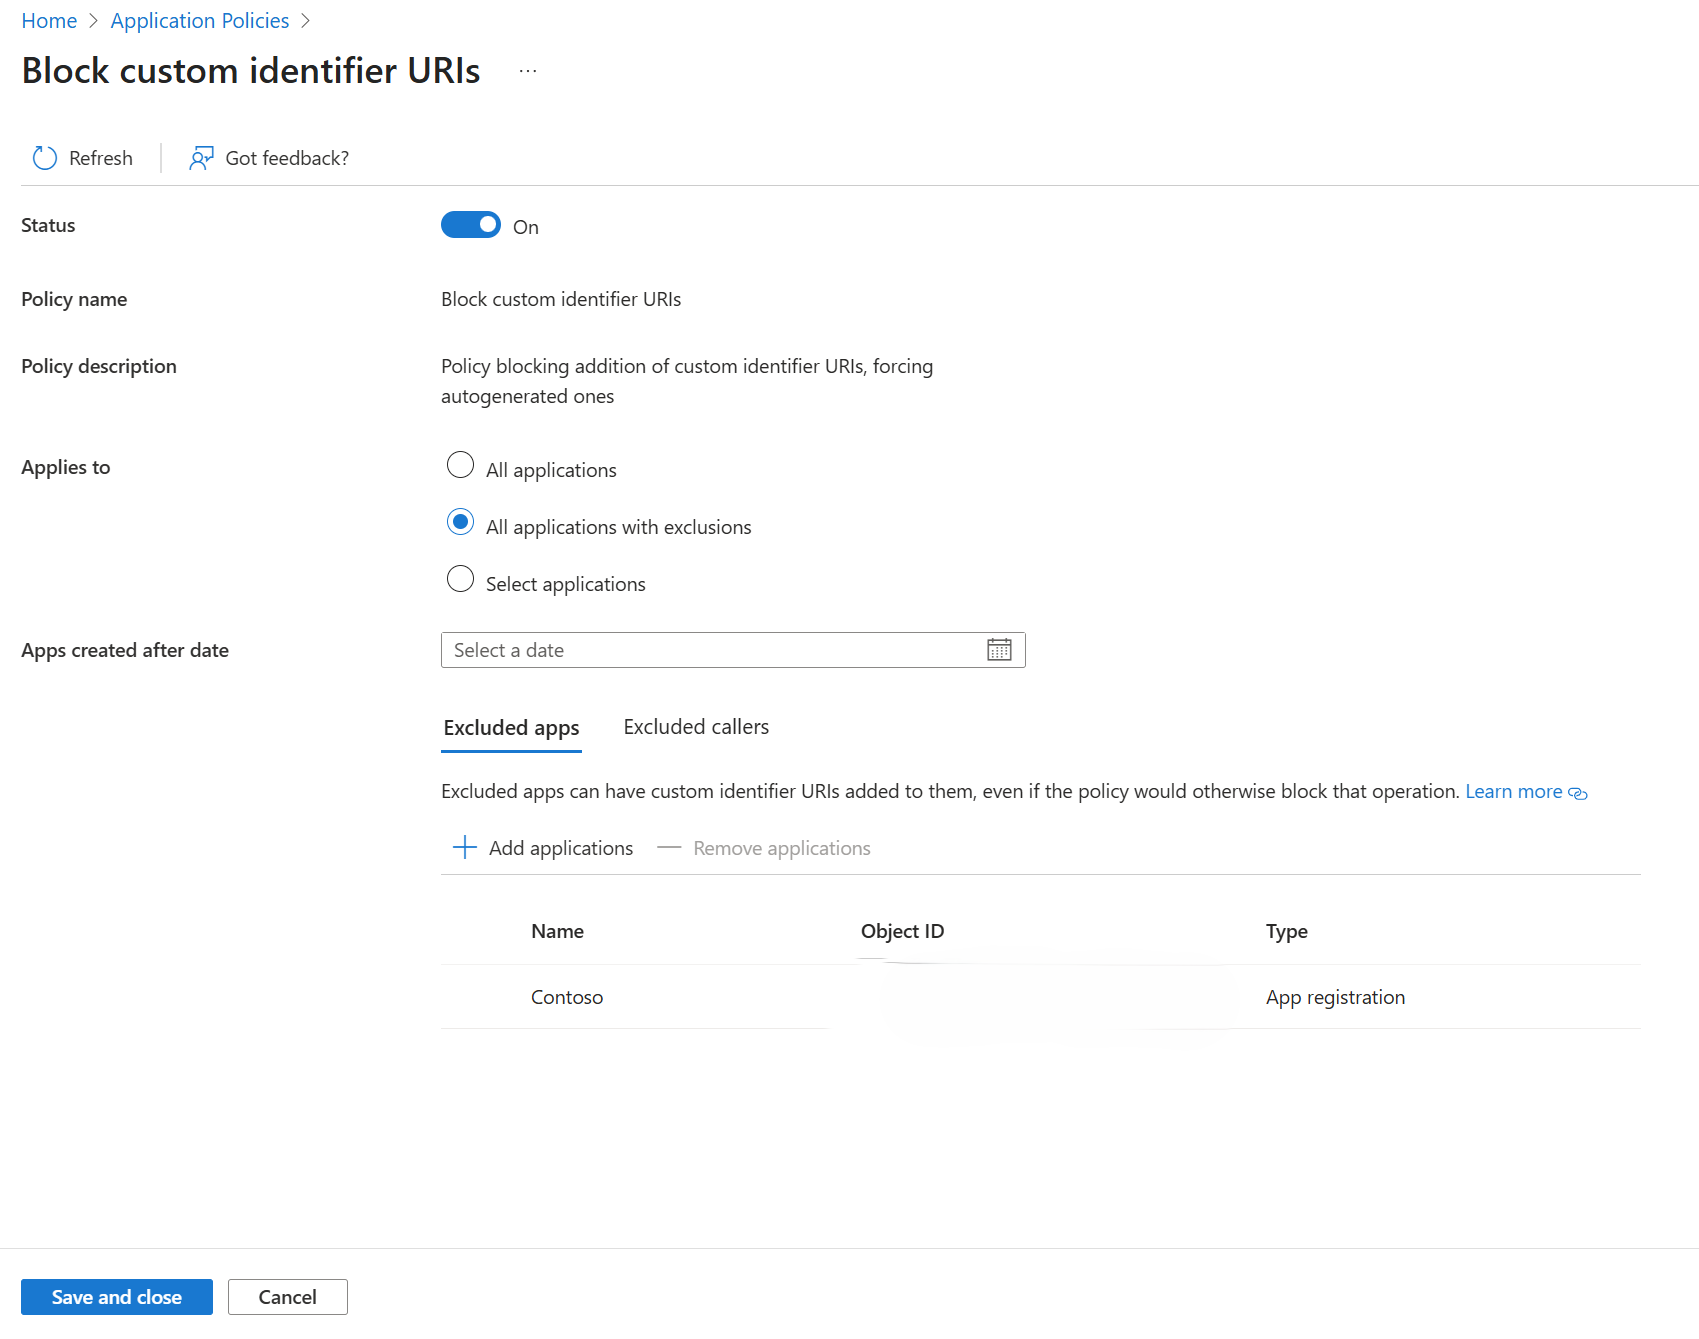 Home > Application Policies >
Block custom identifier URIs ...
Refresh Got feedback?
Status On
Policy name Block custom identifier URIs
Policy description Policy blocking addition of custom identifier URIs, forcing
autogenerated ones
Applies to All applications
All applications with exclusions
Select applications
Apps created after date Select a date
Excluded apps Excluded callers
Excluded apps can have custom identifier URIs added to them, even if the policy would otherwise block that operation. Learn more
Add applications Remove applications
Name Object ID Type
Contoso App registration
Save and close Cancel